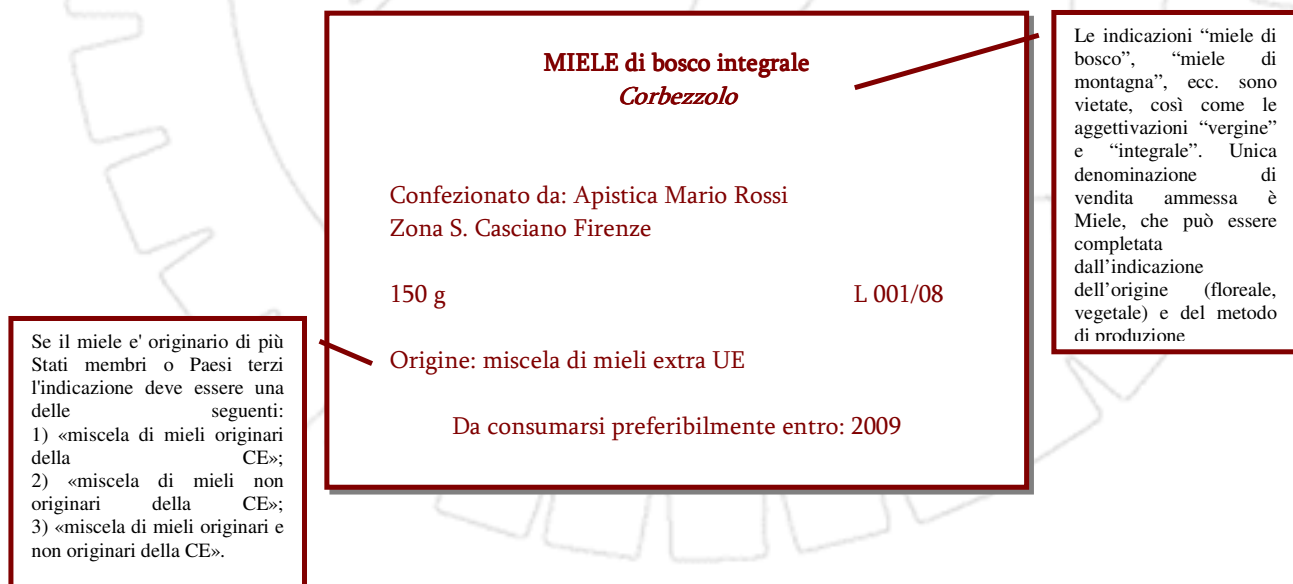 MIELE di bosco integrale
Corbezzolo
Confezionato da: Apistica Mario Rossi
Zona S. Casciano Firenze
150 g L 001/08
Origine: miscela di mieli extra UE
Da consumarsi preferibilmente entro: 2009
Le indicazioni “miele di
bosco”, “miele di
montagna”, ecc. sono
vietate, così come le
aggettivazioni “vergine”
e “integrale”. Unica
denominazione di
vendita ammessa è
Miele, che può essere
completata
dall’indicazione
dell’origine (floreale,
vegetale) e del metodo
di produzione
Se il miele e' originario di più
Stati membri o Paesi terzi
l'indicazione deve essere una
delle seguenti:
1) «miscela di mieli originari
della CE»;
2) «miscela di mieli non
originari della CE»;
3) «miscela di mieli originari e
non originari della CE».